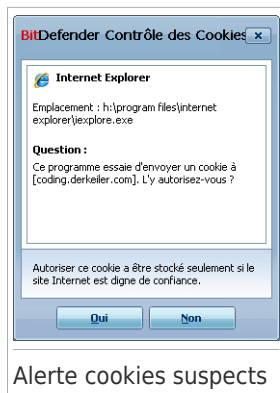 BitDefender Contrôle des Cookies
Internet Explorer
Emplacement : h:\program files\internet
explorer\iexplore.exe
Question :
Ce programme essaie d'envoyer un cookie à
[coding.derkeiler.com]. L'y autorisez-vous ?
Autoriser ce cookie a être stocké seulement si le
site Internet est digne de confiance.
Oui
Non
Alerte cookies suspects